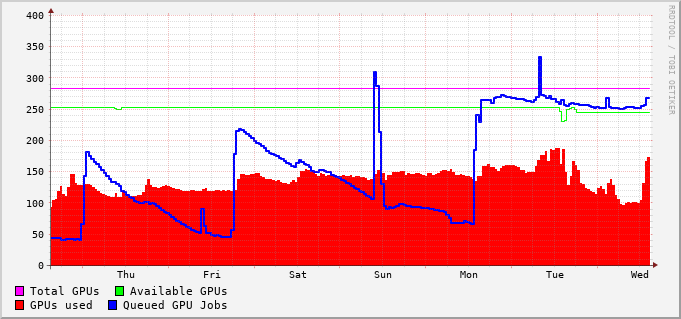 400
350
300
250
200
150
100
50
0
Thu Fri Sat Sun Mon Tue Wed
Total GPUs Available GPUs
GPUs used Queued GPU Jobs
RRDTOOL / TOBI OETIKER